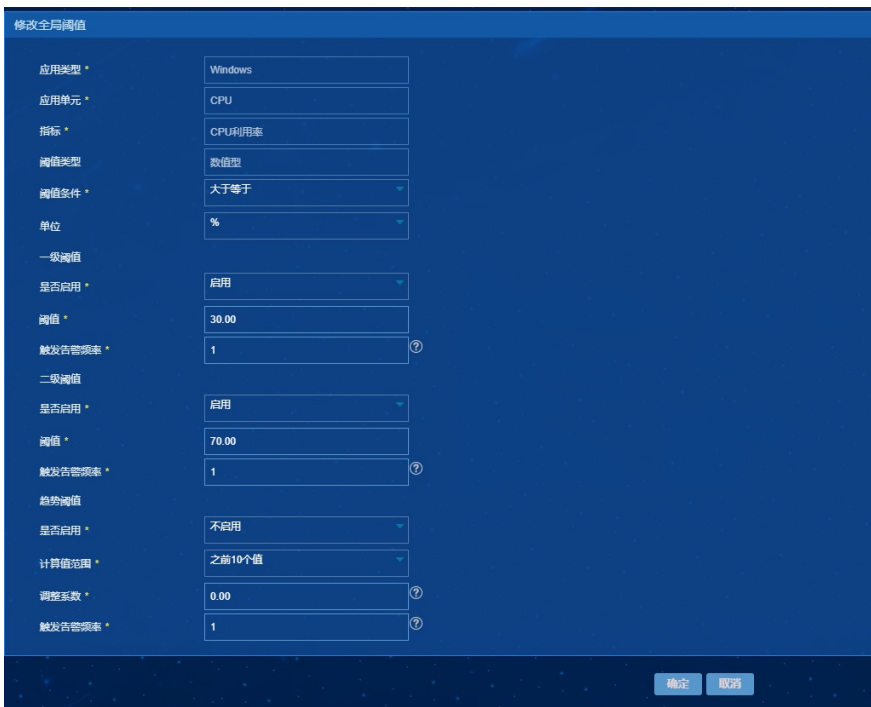 修改全局阈值
应用类型 * Windows
应用单元 * CPU
指标 * CPU利用率
阈值类型 数值型
阈值条件 * 大于等于
单位 %
一级阈值
是否启用 * 启用
阈值 * 30.00
触发告警频率 * 1
二级阈值
是否启用 * 启用
阈值 * 70.00
触发告警频率 * 1
趋势阈值
是否启用 * 不启用
计算值范围 * 之前10个值
调整系数 * 0.00
触发告警频率 * 1
确定 取消